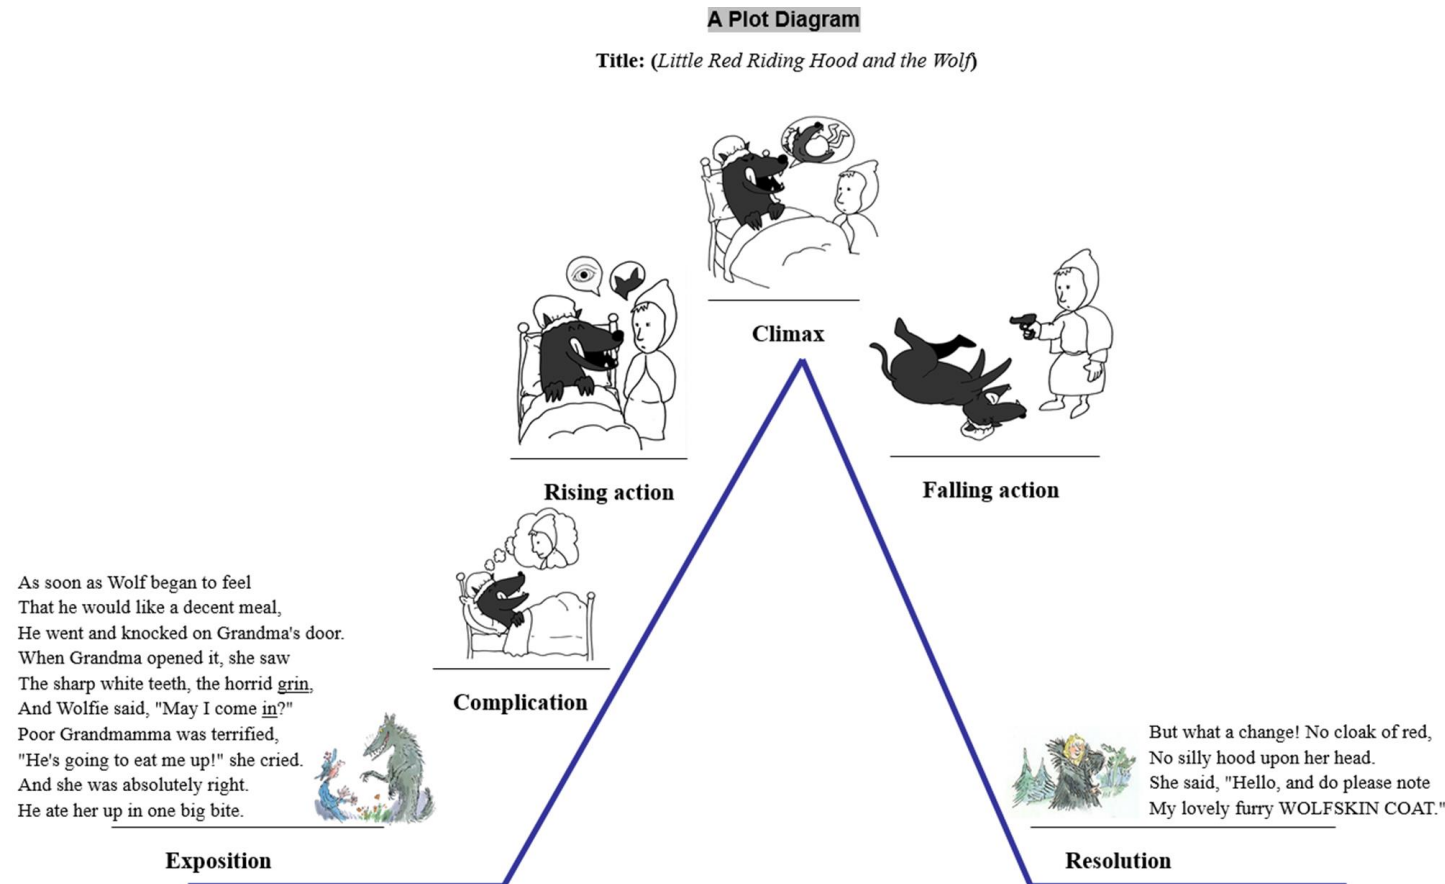 A Plot Diagram
Title: (Little Red Riding Hood and the Wolf)
Climax
Rising action
Falling action
Complication
As soon as Wolf began to feel
That he would like a decent meal,
He went and knocked on Grandma's door.
When Grandma opened it, she saw
The sharp white teeth, the horrid grin,
And Wolfie said, "May I come in?"
Poor Grandmamma was terrified,
"He's going to eat me up!" she cried.
And she was absolutely right.
He ate her up in one big bite.
Exposition
But what a change! No cloak of red,
No silly hood upon her head.
She said, "Hello, and do please note
My lovely furry WOLFSKIN COAT."
Resolution